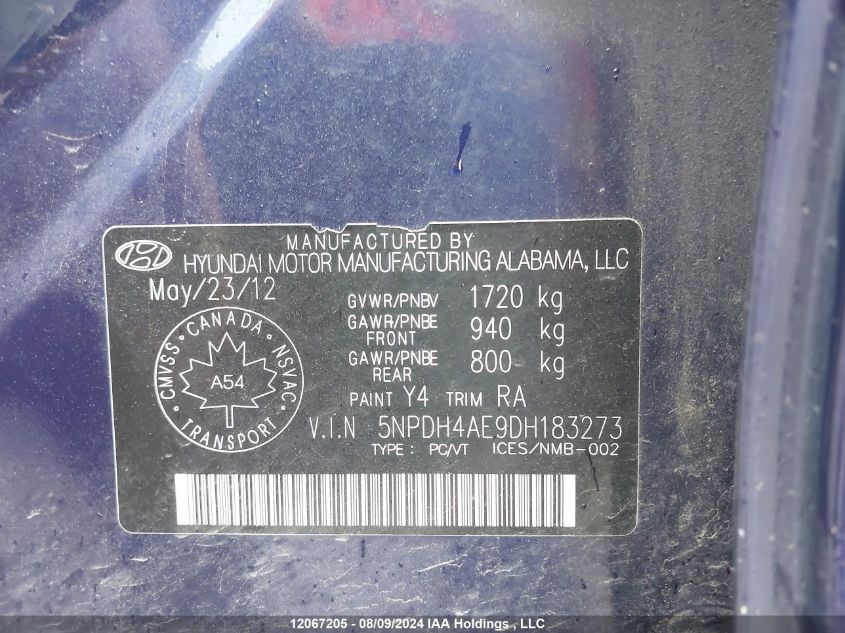 MANUFACTURED BY
HYUNDAI MOTOR MANUFACTURING ALABAMA, LLC
May/23/12
GVWR/PNBV 1720 kg
GAWR/PNBE FRONT 940 kg
GAWR/PNBE REAR 800 kg
PAINT Y4 TRIM RA
CMVSS • CANADA • NSVAC • TRANSPORT •
A54
V.I.N 5NPDH4AE9DH183273
TYPE : PC/VT ICES/NMB-002
12067205 - 08/09/2024 IAA Holdings , LLC